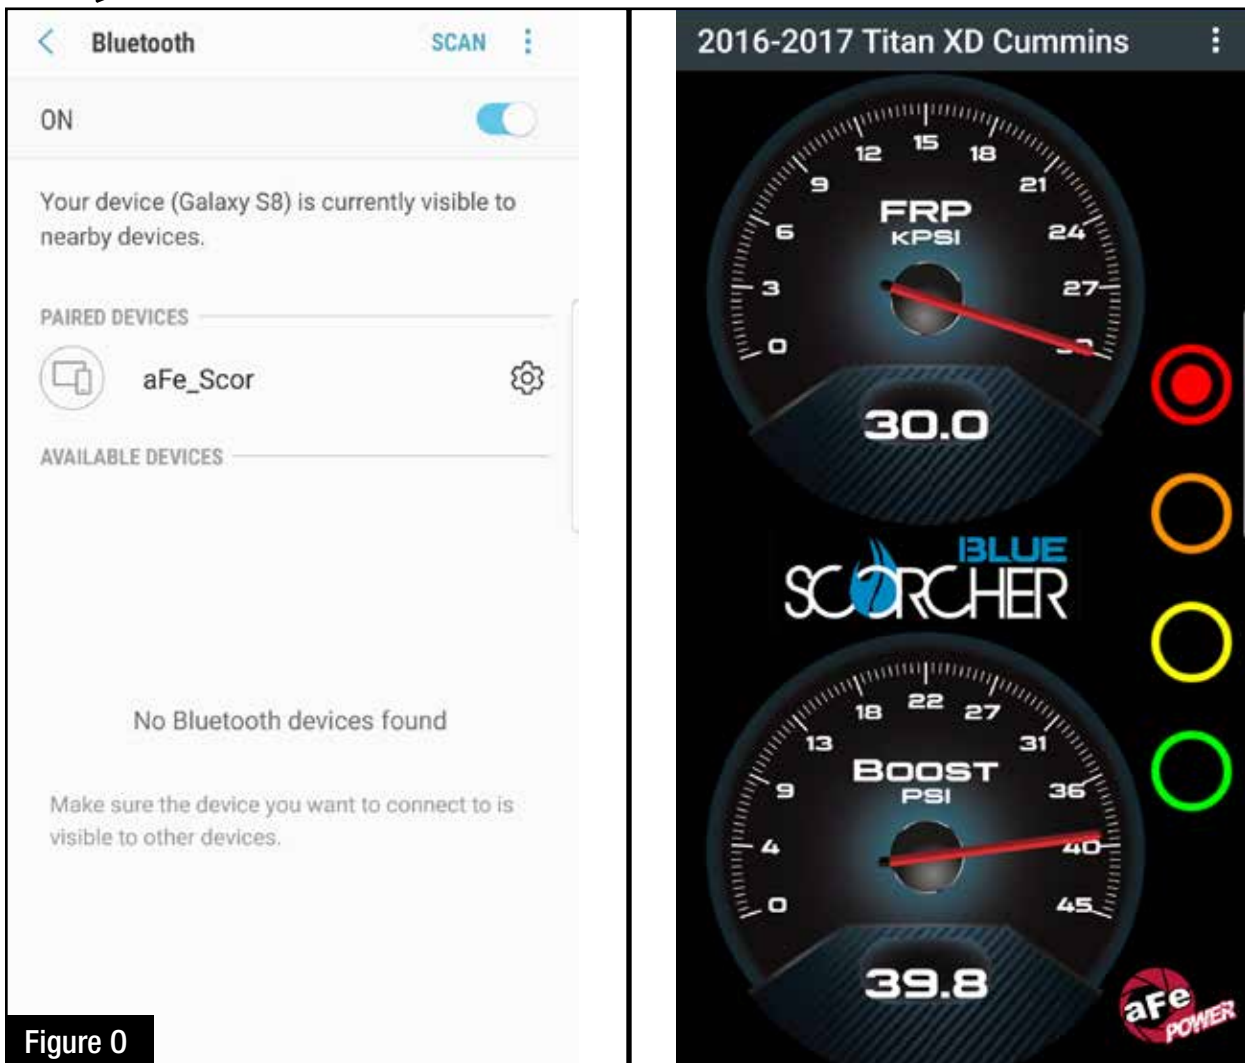 Bluetooth
SCAN
ON
Your device (Galaxy S8) is currently visible to
nearby devices.
PAIRED DEVICES
aFe_Scor
AVAILABLE DEVICES
No Bluetooth devices found
Make sure the device you want to connect to is
visible to other devices.
Figure 0
2016-2017 Titan XD Cummins
0
3
6
9
12
15
18
21
24
27
FRP
KPSI
30.0
BLUE
SCORCHER
0
4
9
13
18
22
27
31
36
40
45
BOOST
PSI
39.8
aFe
POWER